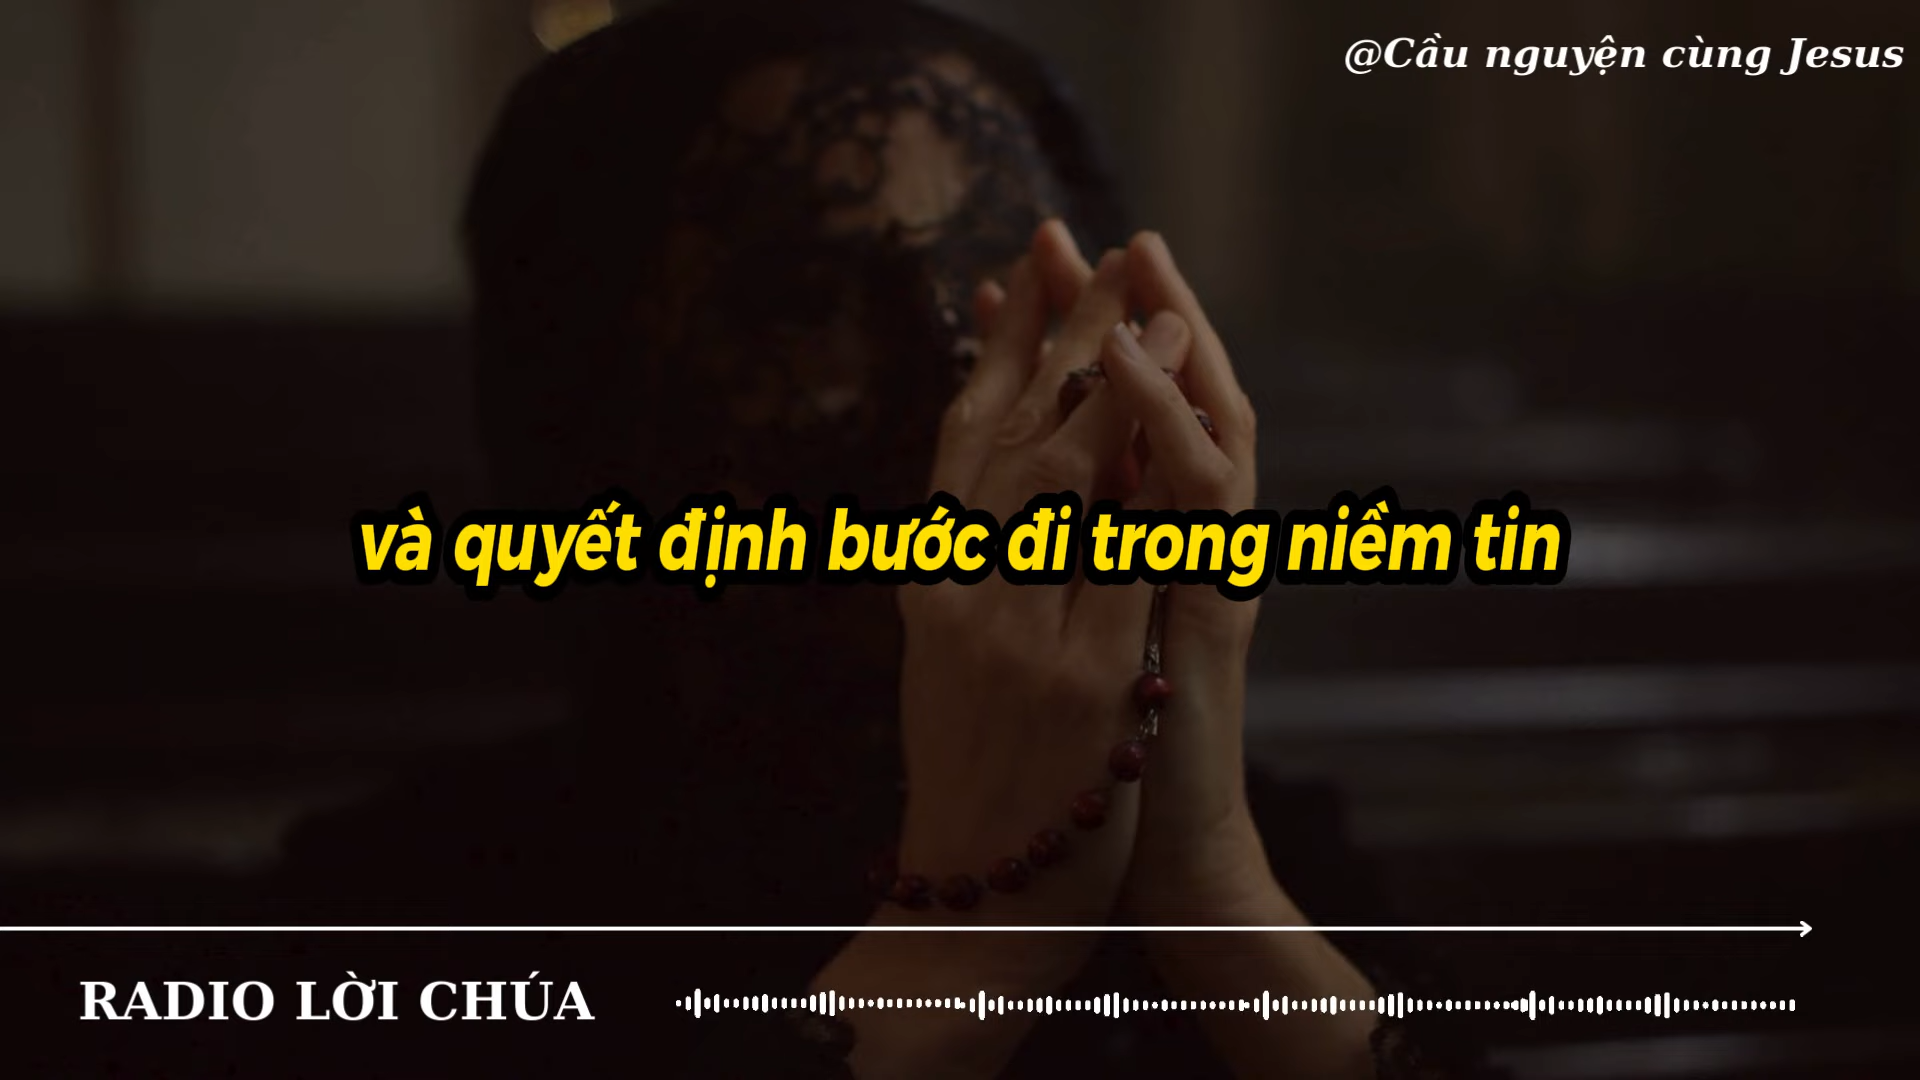 @Cầu nguyện cùng Jesus
và quyết định bước đi trong niềm tin
RADIO LỜI CHÚA